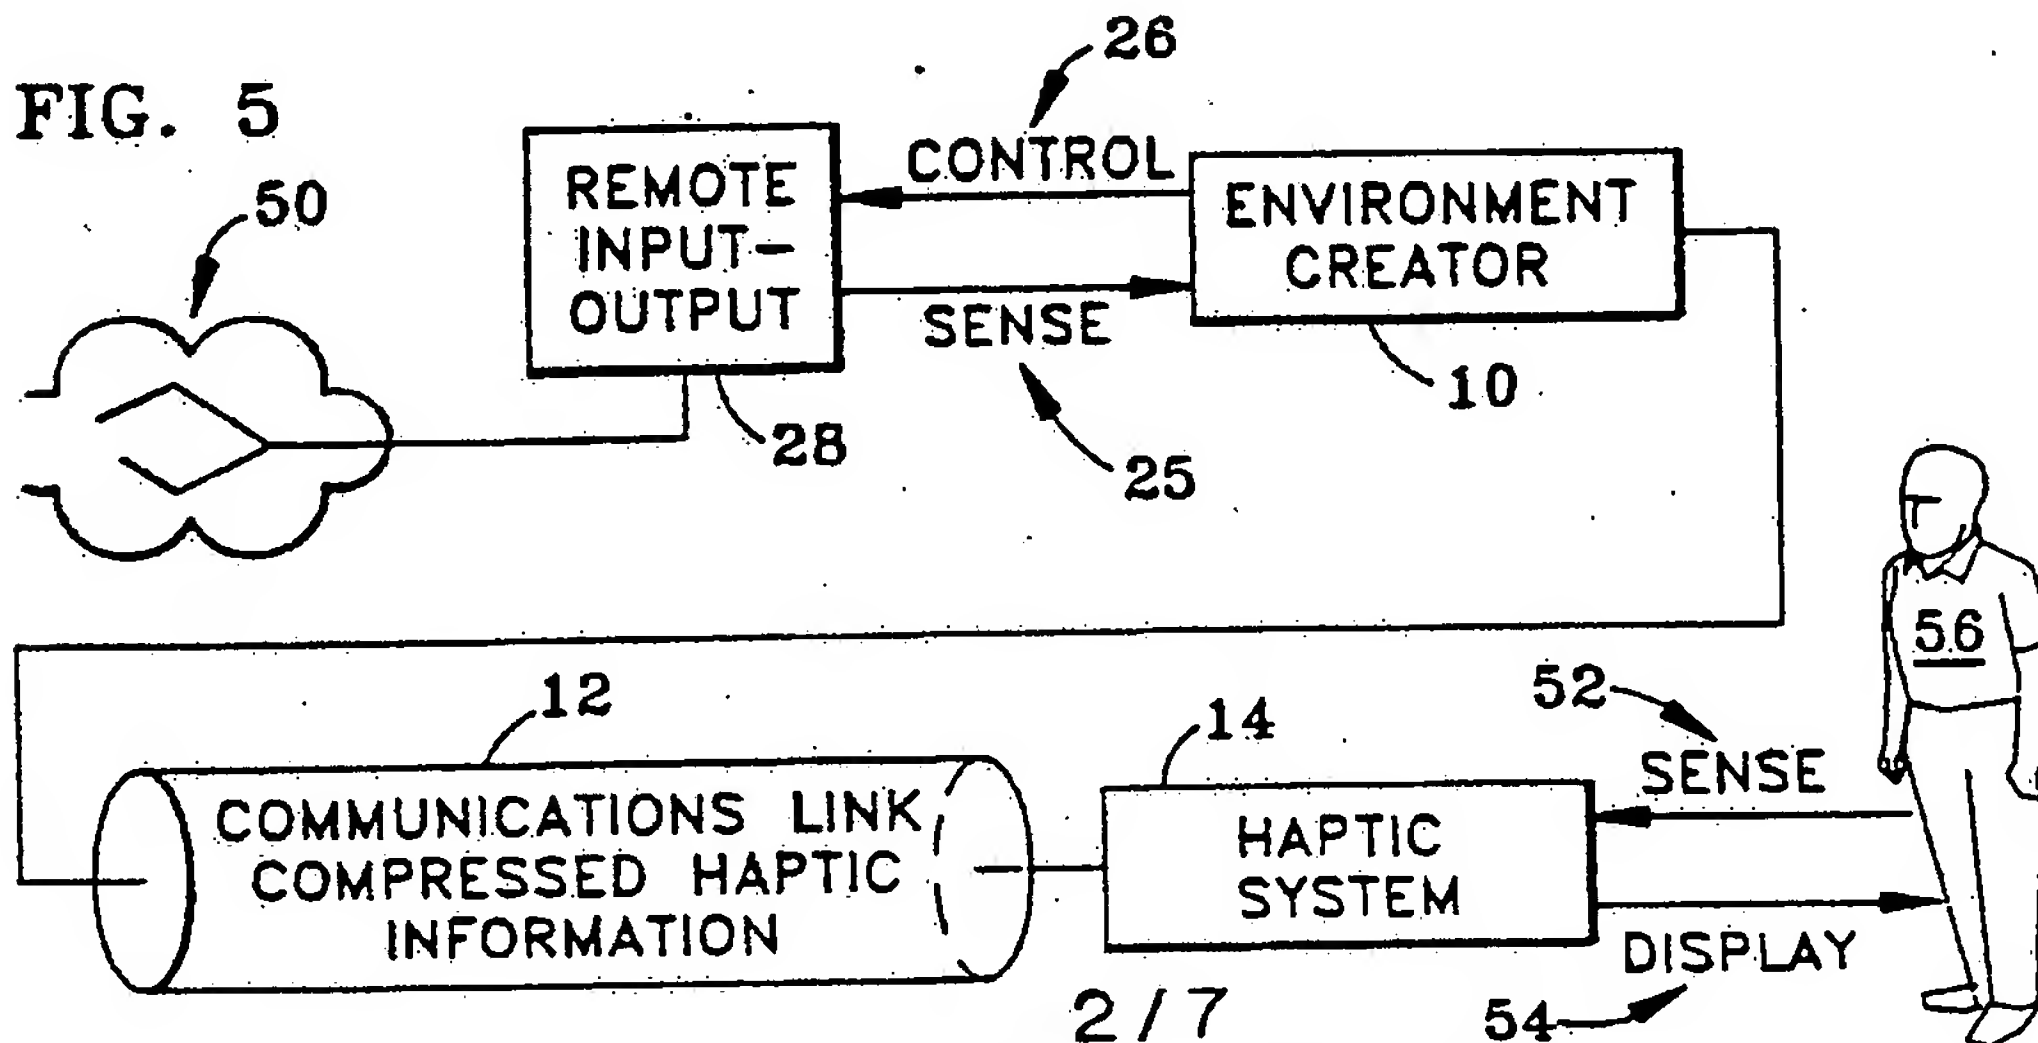 FIG. 5
26
50
REMOTE
INPUT-
OUTPUT
CONTROL
SENSE
ENVIRONMENT
CREATOR
10
28
25
56
12
14
52
COMMUNICATIONS LINK
COMPRESSED HAPTIC
INFORMATION
HAPTIC
SYSTEM
SENSE
DISPLAY
54
2/7